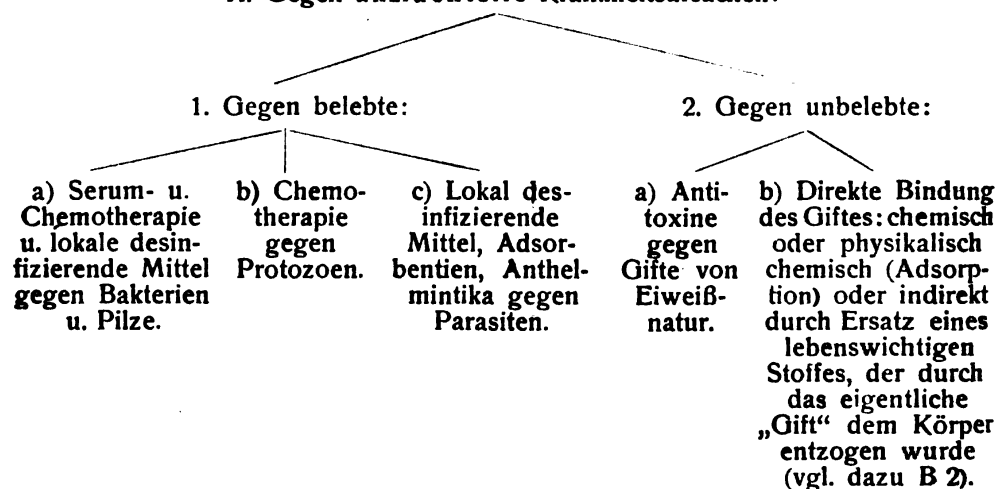 A. Gegen
1. Gegen belebte:
2. Gegen unbelebte:
a) Serum- u.
Chemotherapie
u. lokale desin-
fizierende Mittel
gegen Bakterien
u. Pilze.
b) Chemo-
therapie
gegen
Protozoen.
c) Lokal des-
infizierende
Mittel, Adsor-
bentien, Anthel-
mintika gegen
Parasiten.
a) Anti-
toxine
gegen
Gifte von
Eiweiß-
natur.
b) Direkte Bindung
des Giftes: chemisch
oder physikalisch
chemisch (Adsorp-
tion) oder indirekt
durch Ersatz eines
lebenswichtigen
Stoffes, der durch
das eigentliche
„Gift“ dem Körper
entzogen wurde
(vgl. dazu B 2).